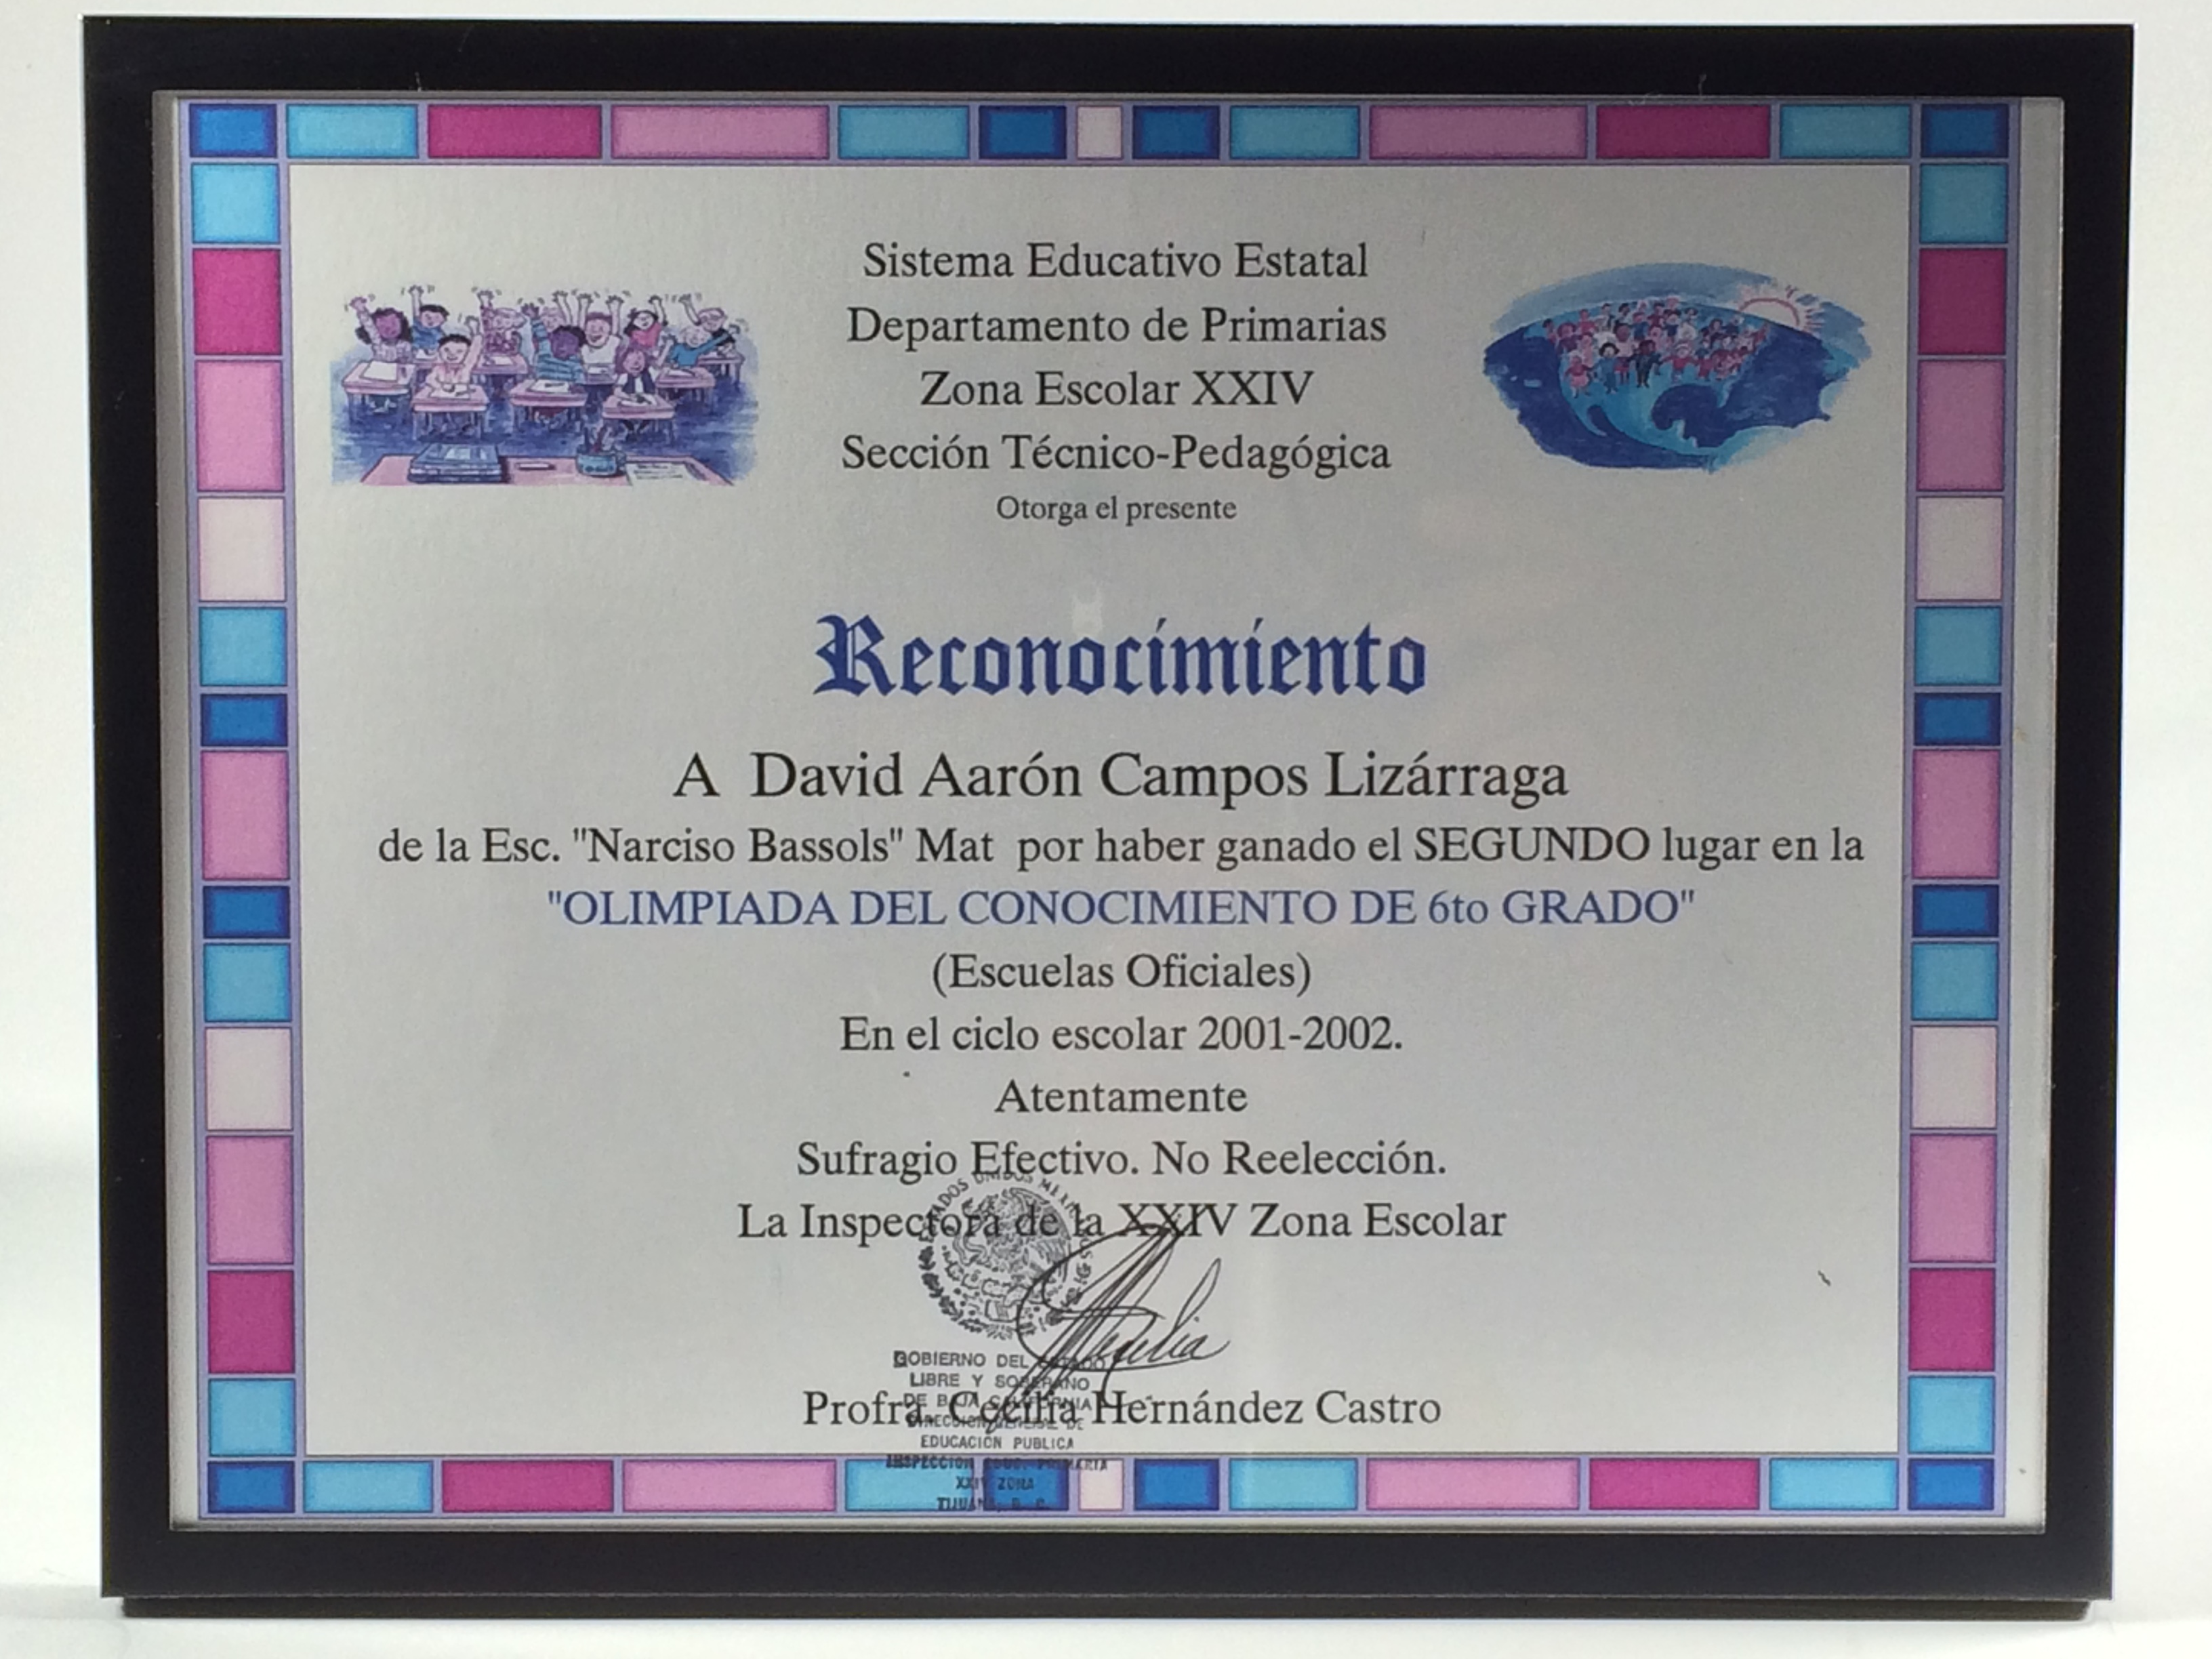 Sistema Educativo Estatal
Departamento de Primarias
Zona Escolar XXIV
Sección Técnico-Pedagógica
Otorga el presente
Reconocimiento
A David Aarón Campos Lizárraga
de la Esc. "Narciso Bassols" Mat por haber ganado el SEGUNDO lugar en la
"OLIMPIADA DEL CONOCIMIENTO DE 6to GRADO"
(Escuelas Oficiales)
En el ciclo escolar 2001-2002.
Atentamente
Sufragio Efectivo. No Reelección.
La Inspectora de la XXIV Zona Escolar
ESTADOS UNIDOS MEXICANOS
GOBIERNO DEL ESTADO
LIBRE Y SOBERANO
DE BAJA CALIFORNIA
Profra. Cecilia Hernández Castro
DIRECCION GENERAL DE
EDUCACION PUBLICA
INSPECCION EDUC. PRIMARIA
XXIV ZONA
TIJUANA, B. C.